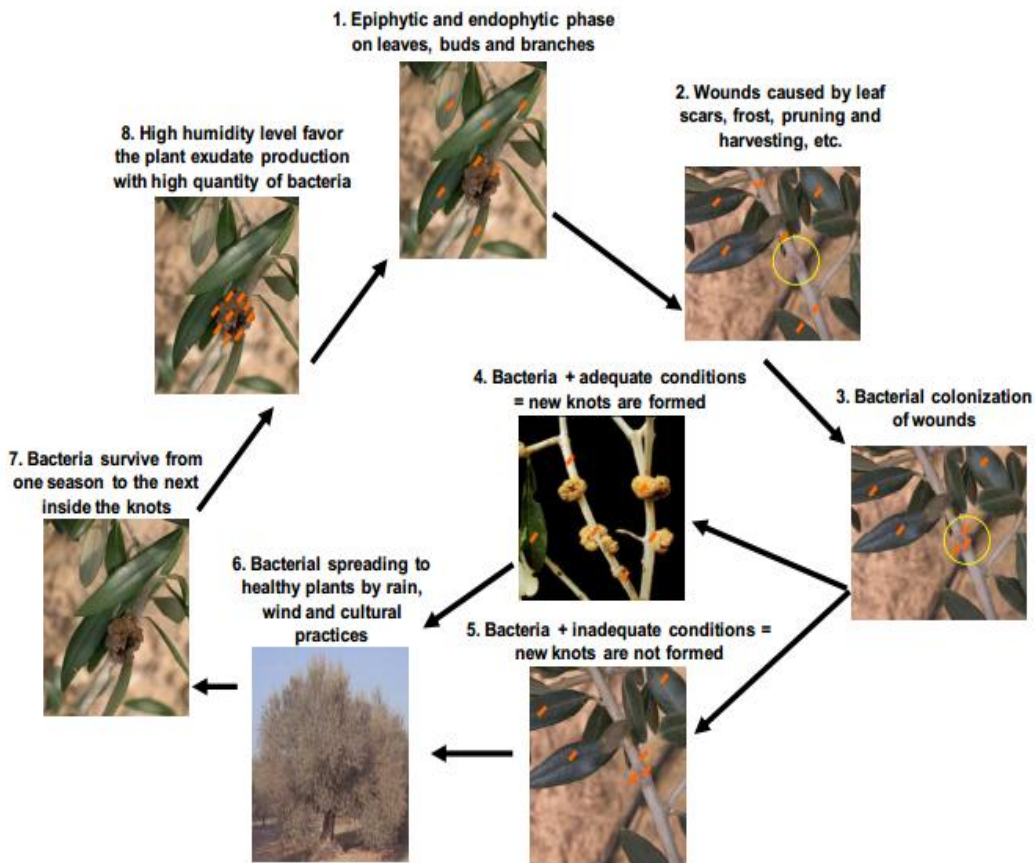 1. Epiphytic and endophytic phase
on leaves, buds and branches
2. Wounds caused by leaf
scars, frost, pruning and
harvesting, etc.
3. Bacterial colonization
of wounds
4. Bacteria + adequate conditions
= new knots are formed
5. Bacteria + inadequate conditions =
new knots are not formed
6. Bacterial spreading to
healthy plants by rain,
wind and cultural
practices
7. Bacteria survive from
one season to the next
inside the knots
8. High humidity level favor
the plant exudate production
with high quantity of bacteria